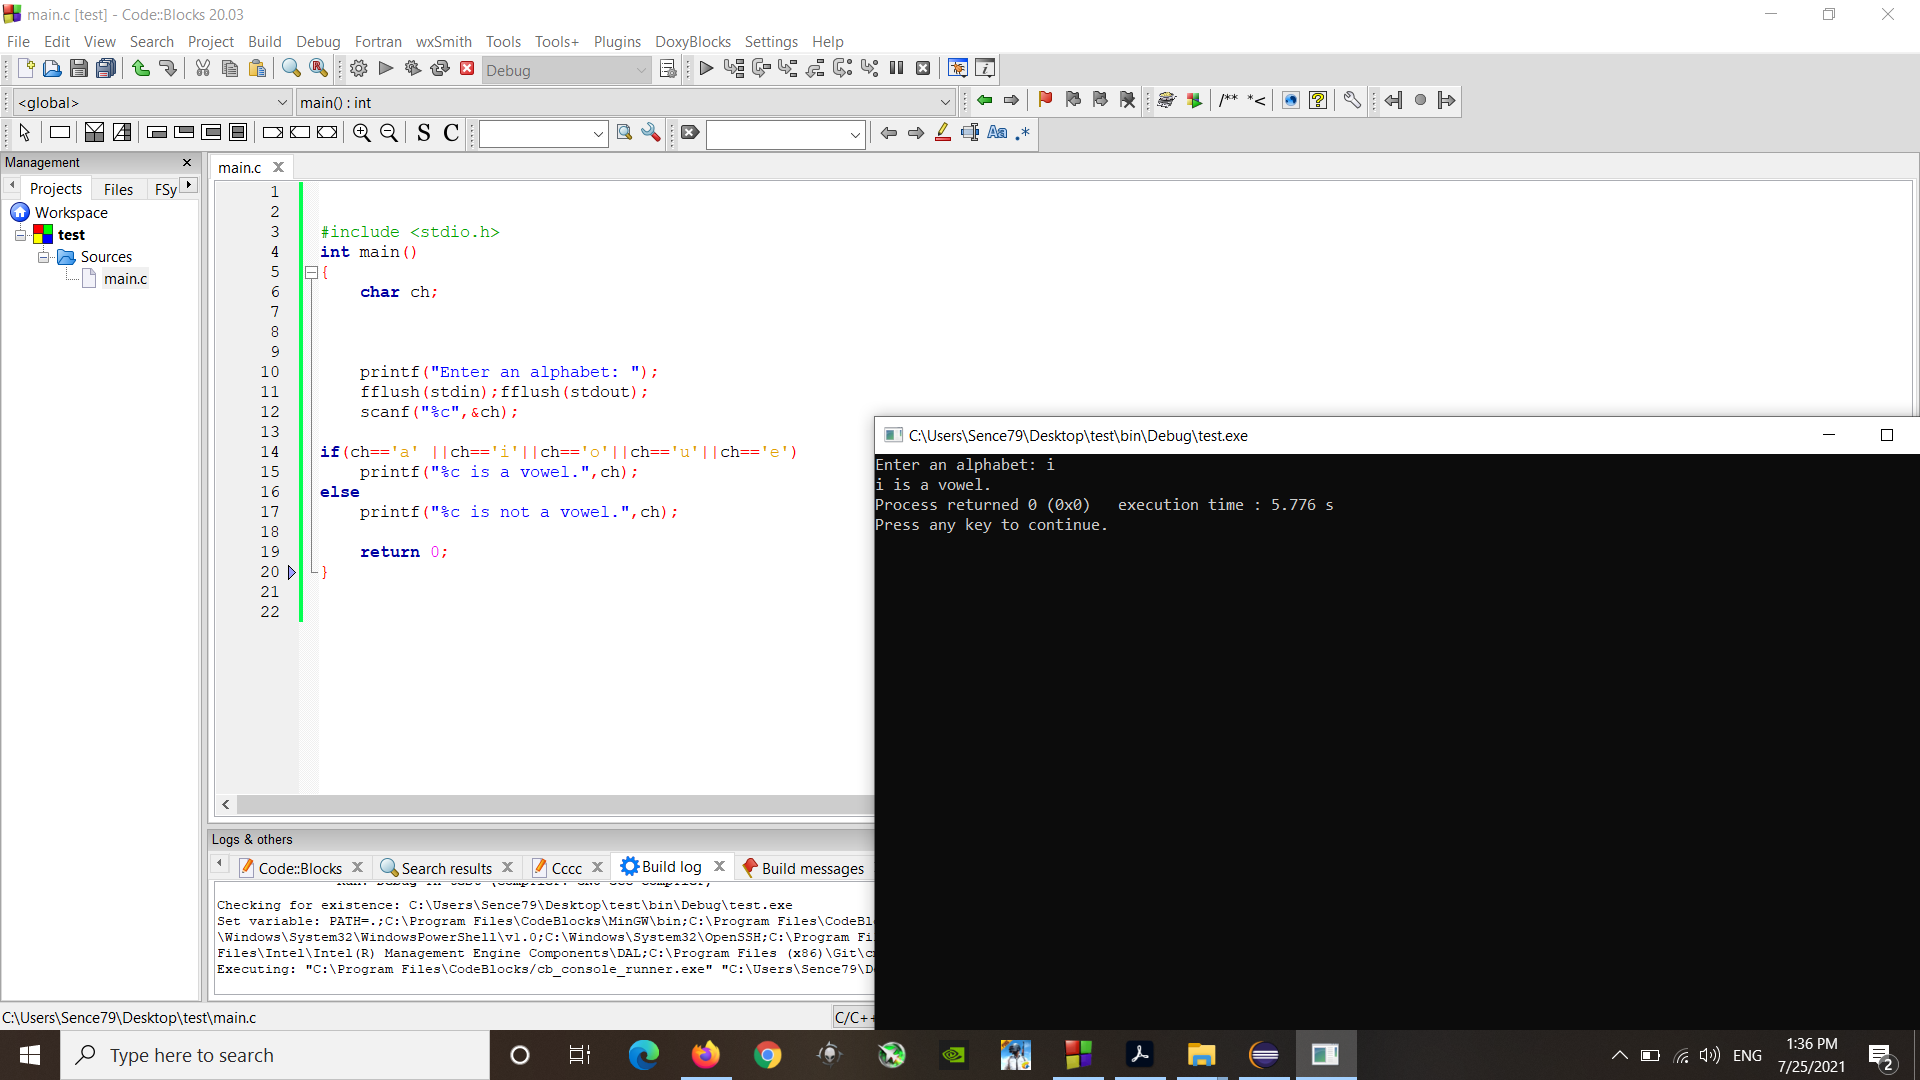 main.c [test] - Code::Blocks 20.03
File Edit View Search Project Build Debug Fortran wxSmith Tools Tools+ Plugins DoxyBlocks Settings Help
Debug
<global> main() : int
/** *<
S C Aa .*
Management
Projects Files FSy
Workspace
test
Sources
main.c
main.c
1
2
3 #include <stdio.h>
4 int main()
5 {
6 char ch;
7
8
9
10 printf("Enter an alphabet: ");
11 fflush(stdin);fflush(stdout);
12 scanf("%c",&ch);
13
14 if(ch=='a' ||ch=='i'||ch=='o'||ch=='u'||ch=='e')
15 printf("%c is a vowel.",ch);
16 else
17 printf("%c is not a vowel.",ch);
18
19 return 0;
20 }
21
22
C:\Users\Sence79\Desktop\test\bin\Debug\test.exe
Enter an alphabet: i
i is a vowel.
Process returned 0 (0x0) execution time : 5.776 s
Press any key to continue.
Logs & others
Code::Blocks Search results Cccc Build log Build messages
Checking for existence: C:\Users\Sence79\Desktop\test\bin\Debug\test.exe
Set variable: PATH=.;C:\Program Files\CodeBlocks\MinGW\bin;C:\Program Files\CodeBl
\Windows\System32\WindowsPowerShell\v1.0;C:\Windows\System32\OpenSSH;C:\Program Fi
Files\Intel\Intel(R) Management Engine Components\DAL;C:\Program Files (x86)\Git\c
Executing: "C:\Program Files\CodeBlocks/cb_console_runner.exe" "C:\Users\Sence79\D
C:\Users\Sence79\Desktop\test\main.c
C/C++
Type here to search
ENG
1:36 PM
7/25/2021
2